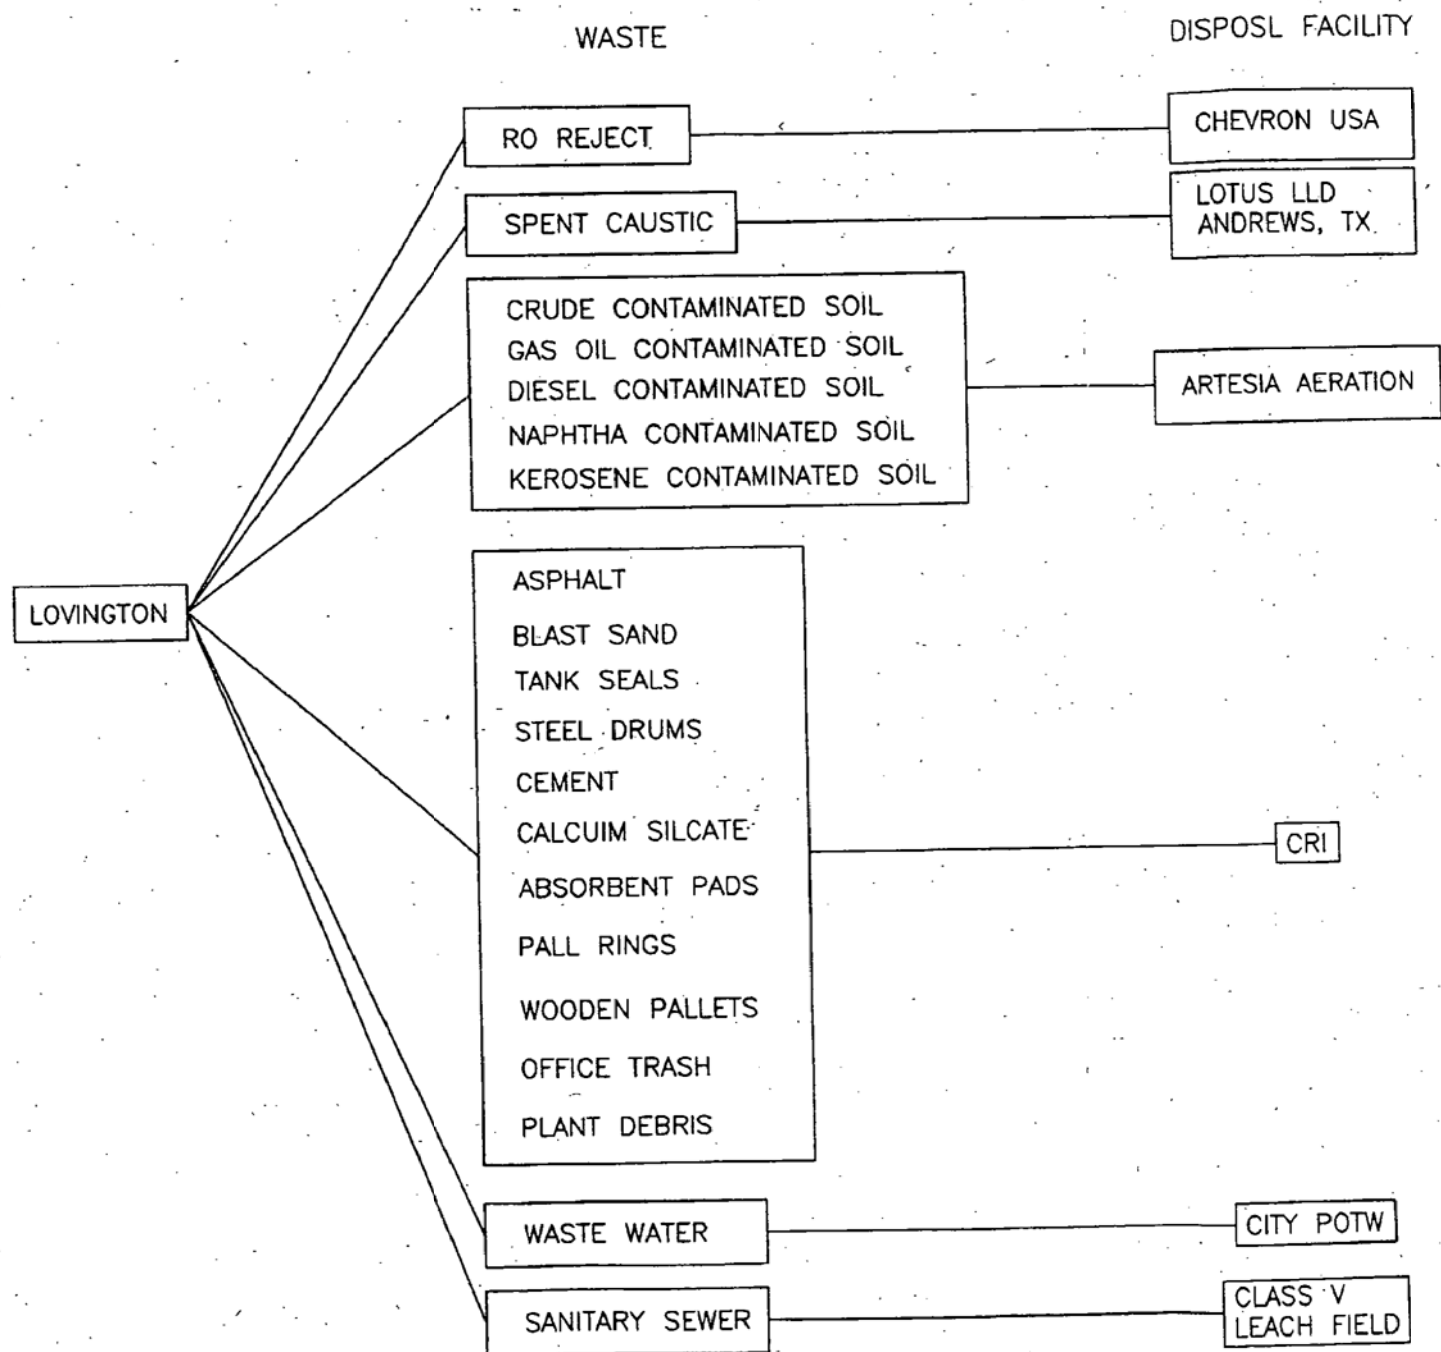 WASTE
DISPOSL FACILITY
RO REJECT
CHEVRON USA
SPENT CAUSTIC
LOTUS LLD
ANDREWS, TX
CRUDE CONTAMINATED SOIL
GAS OIL CONTAMINATED SOIL
DIESEL CONTAMINATED SOIL
NAPHTHA CONTAMINATED SOIL
KEROSENE CONTAMINATED SOIL
ARTESIA AERATION
LOVINGTON
ASPHALT
BLAST SAND
TANK SEALS
STEEL DRUMS
CEMENT
CALCUIM SILCATE
ABSORBENT PADS
PALL RINGS
WOODEN PALLETS
OFFICE TRASH
PLANT DEBRIS
CRI
WASTE WATER
CITY POTW
SANITARY SEWER
CLASS V
LEACH FIELD